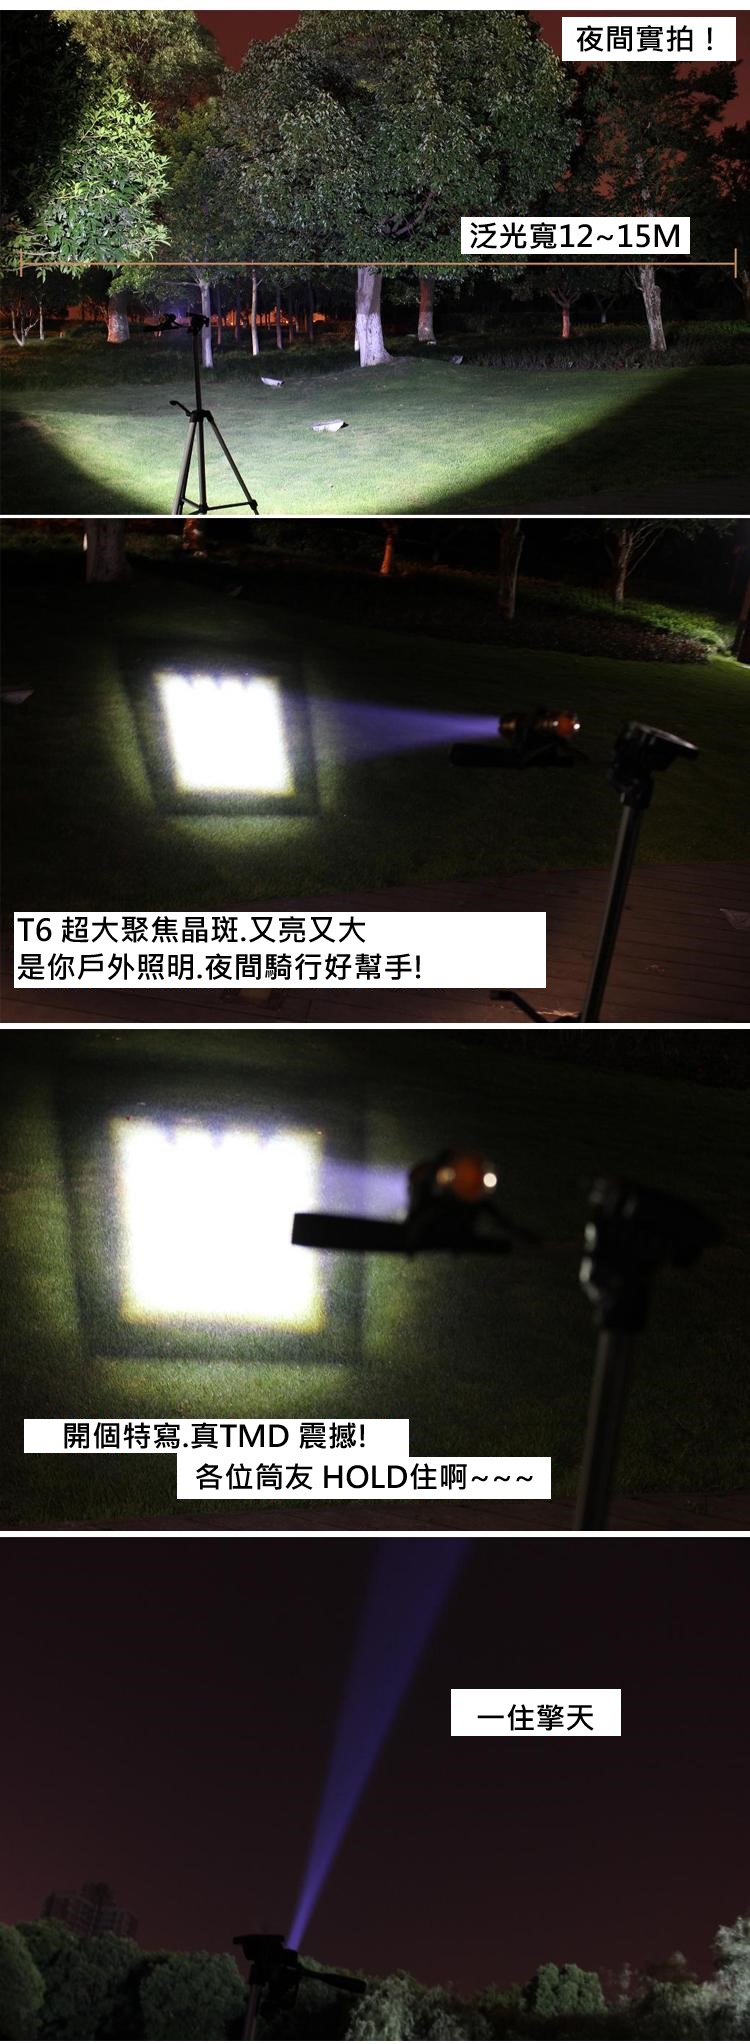 夜間實拍！
泛光寬12~15M
T6 超大聚焦晶斑.又亮又大
是你戶外照明.夜間騎行好幫手!
開個特寫.真TMD 震撼!
各位筒友 HOLD住啊~~~
一住擎天